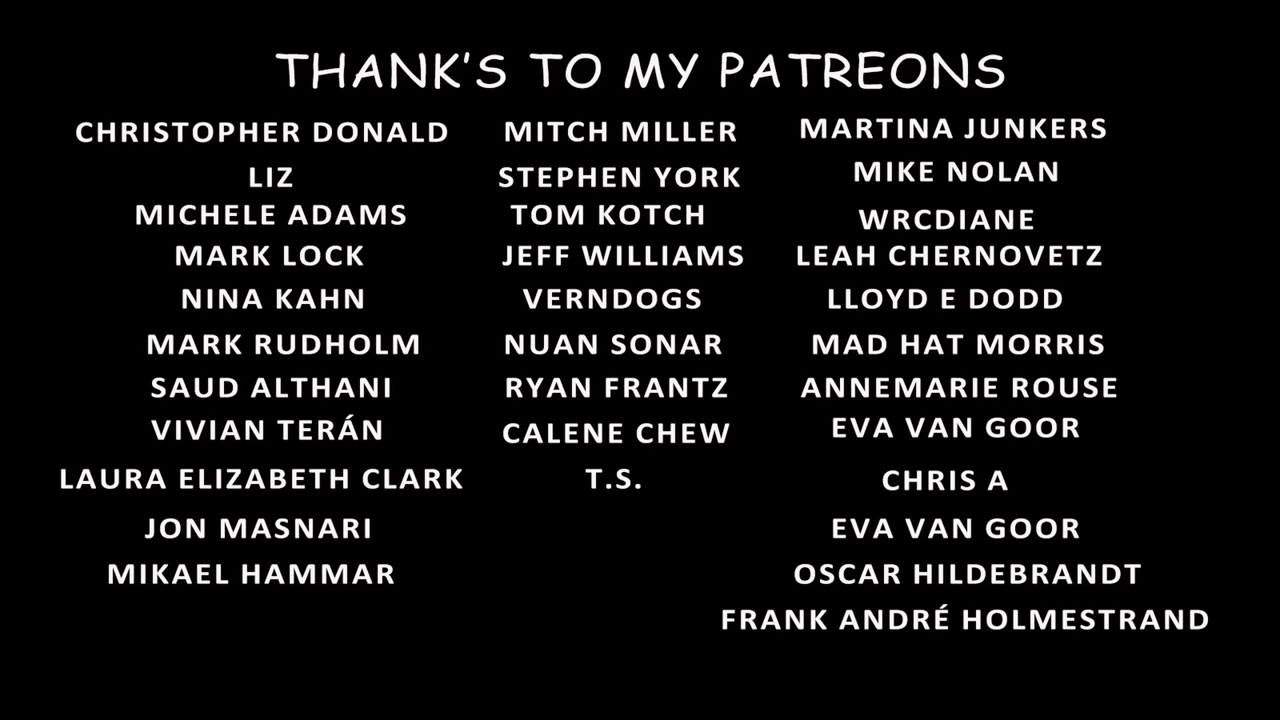 THANK'S TO MY PATREONS
CHRISTOPHER DONALD
LIZ
MICHELE ADAMS
MARK LOCK
NINA KAHN
MARK RUDHOLM
SAUD ALTHANI
VIVIAN TERÁN
LAURA ELIZABETH CLARK
JON MASNARI
MIKAEL HAMMAR
MITCH MILLER
STEPHEN YORK
TOM KOTCH
JEFF WILLIAMS
VERNDOGS
NUAN SONAR
RYAN FRANTZ
CALENE CHEW
T.S.
MARTINA JUNKERS
MIKE NOLAN
WRCDIANE
LEAH CHERNOVETZ
LLOYD E DODD
MAD HAT MORRIS
ANNEMARIE ROUSE
EVA VAN GOOR
CHRIS A
EVA VAN GOOR
OSCAR HILDEBRANDT
FRANK ANDRÉ HOLMESTRAND